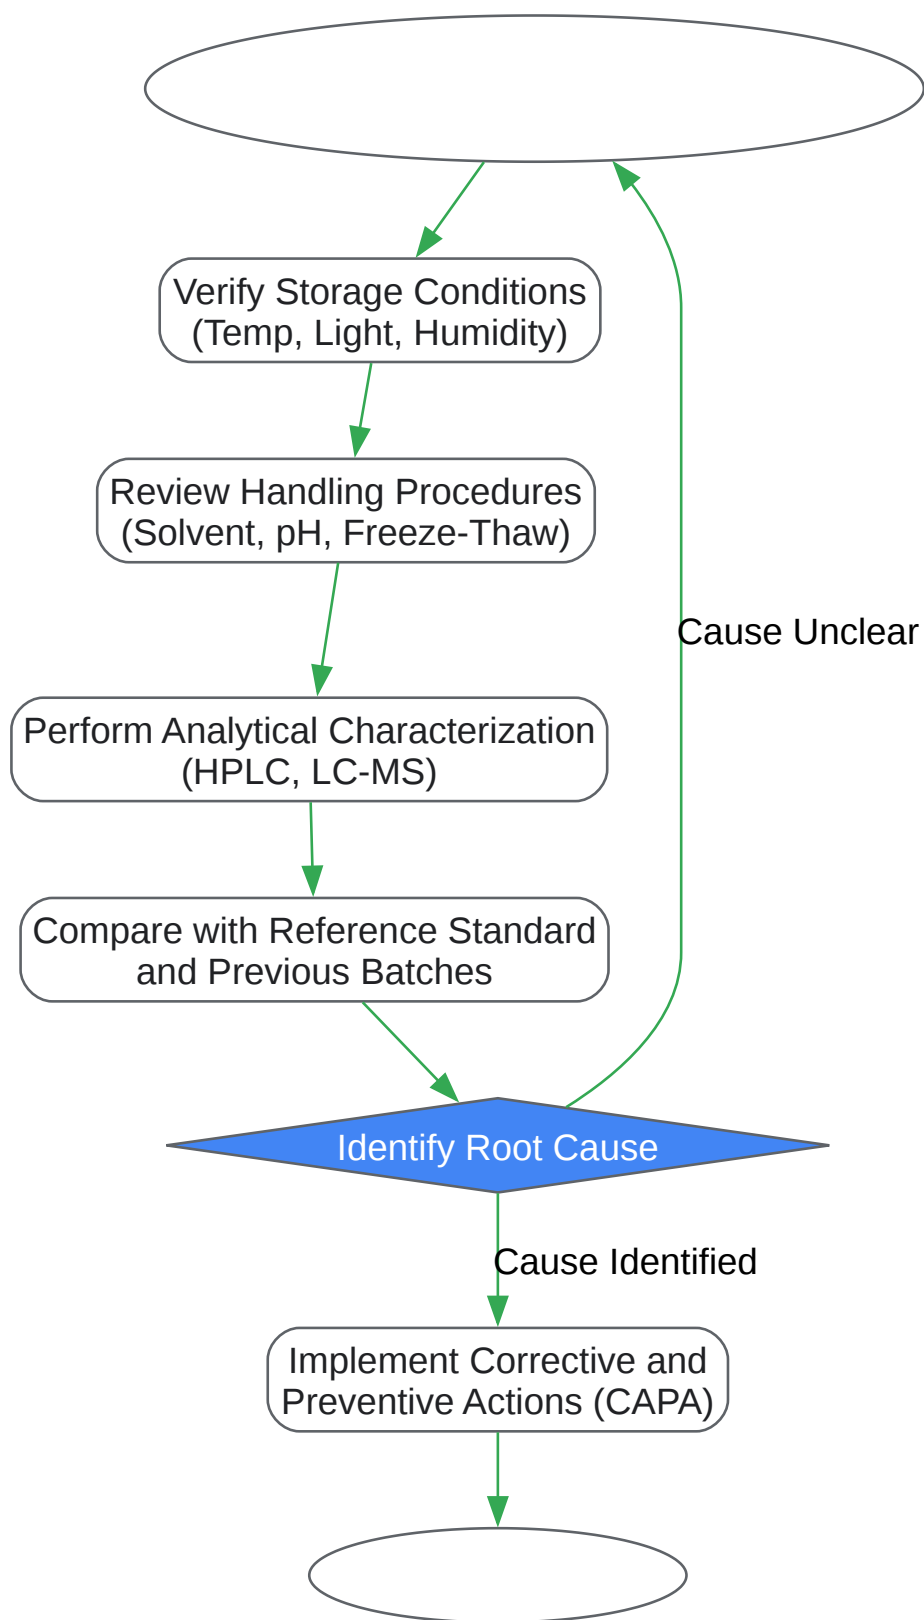 Verify Storage Conditions
(Temp, Light, Humidity)
Review Handling Procedures
(Solvent, pH, Freeze-Thaw)
Cause Unclear
Perform Analytical Characterization
(HPLC, LC-MS)
Compare with Reference Standard
and Previous Batches
Identify Root Cause
Cause Identified
Implement Corrective and
Preventive Actions (CAPA)